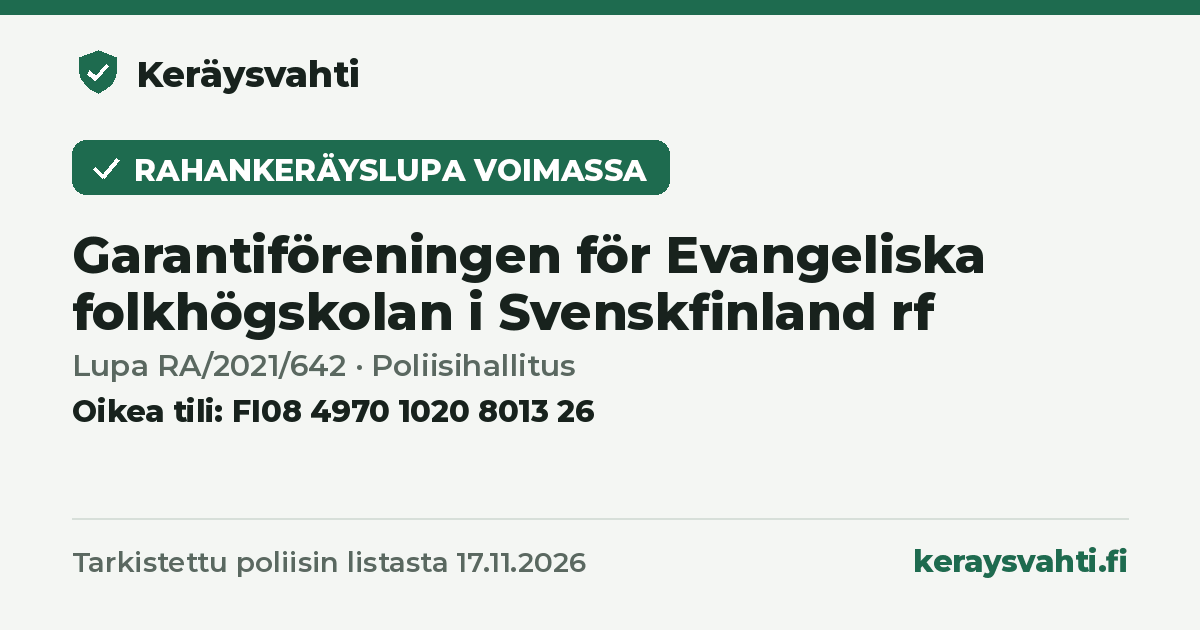 Keräysvahti
RAHANKERÄYSLUPA VOIMASSA
Garantiföreningen för Evangeliska
folkhögskolan i Svenskfinland rf
Lupa RA/2021/642 · Poliisihallitus
Oikea tili: FI08 4970 1020 8013 26
Tarkistettu poliisin listasta 17.11.2026
keraysvahti.fi